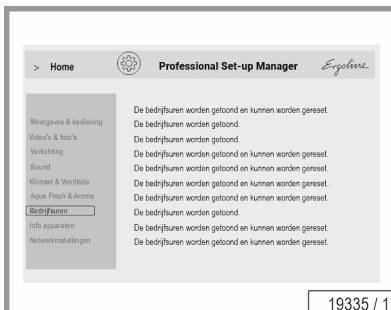 > Home
Professional Set-up Manager
Ergoline
Weergeves & bediening
Video's & foto's
Verlichting
Sound
Klimaat & Ventilatie
Aqua Fresh & Aroma
Bedrijfsuren
Info apparaten
Netwerkinstellingen
De bedrijfsuren worden getoond en kunnen worden gereset.
De bedrijfsuren worden getoond.
De bedrijfsuren worden getoond.
De bedrijfsuren worden getoond en kunnen worden gereset.
De bedrijfsuren worden getoond en kunnen worden gereset.
De bedrijfsuren worden getoond en kunnen worden gereset.
De bedrijfsuren worden getoond en kunnen worden gereset.
De bedrijfsuren worden getoond.
De bedrijfsuren worden getoond en kunnen worden gereset.
De bedrijfsuren worden getoond en kunnen worden gereset.
19335 / 1